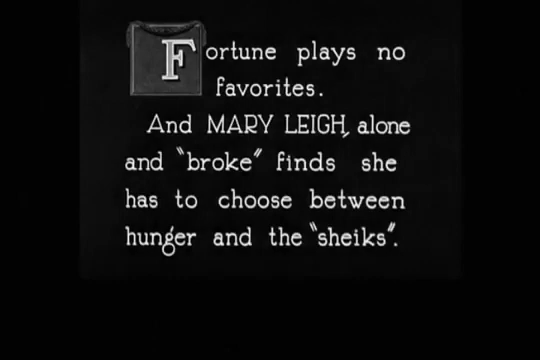 Fortune plays no
favorites.
And MARY LEIGH, alone
and "broke" finds she
has to choose between
hunger and the "sheiks".